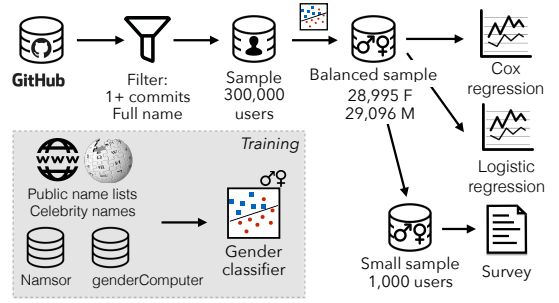 GitHub
Filter:
1+ commits
Full name
Sample
300,000
users
Balanced sample
28,995 F
29,096 M
Cox
regression
Logistic
regression
Training
WWW
Public name lists
Celebrity names
Namsor
genderComputer
Gender
classifier
Small sample
1,000 users
Survey